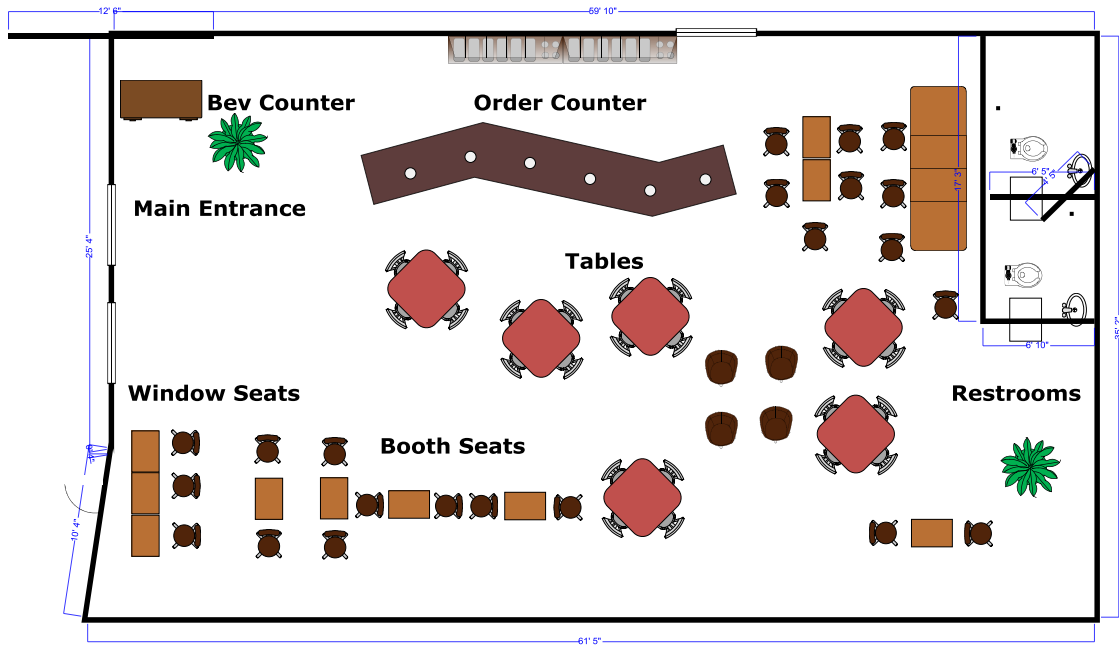 12' 6"
59' 10"
Bev Counter
Order Counter
Main Entrance
6' 5"
17' 3"
25' 4"
Tables
35' 2"
6' 10"
Window Seats
Restrooms
Booth Seats
10' 4"
61' 5"